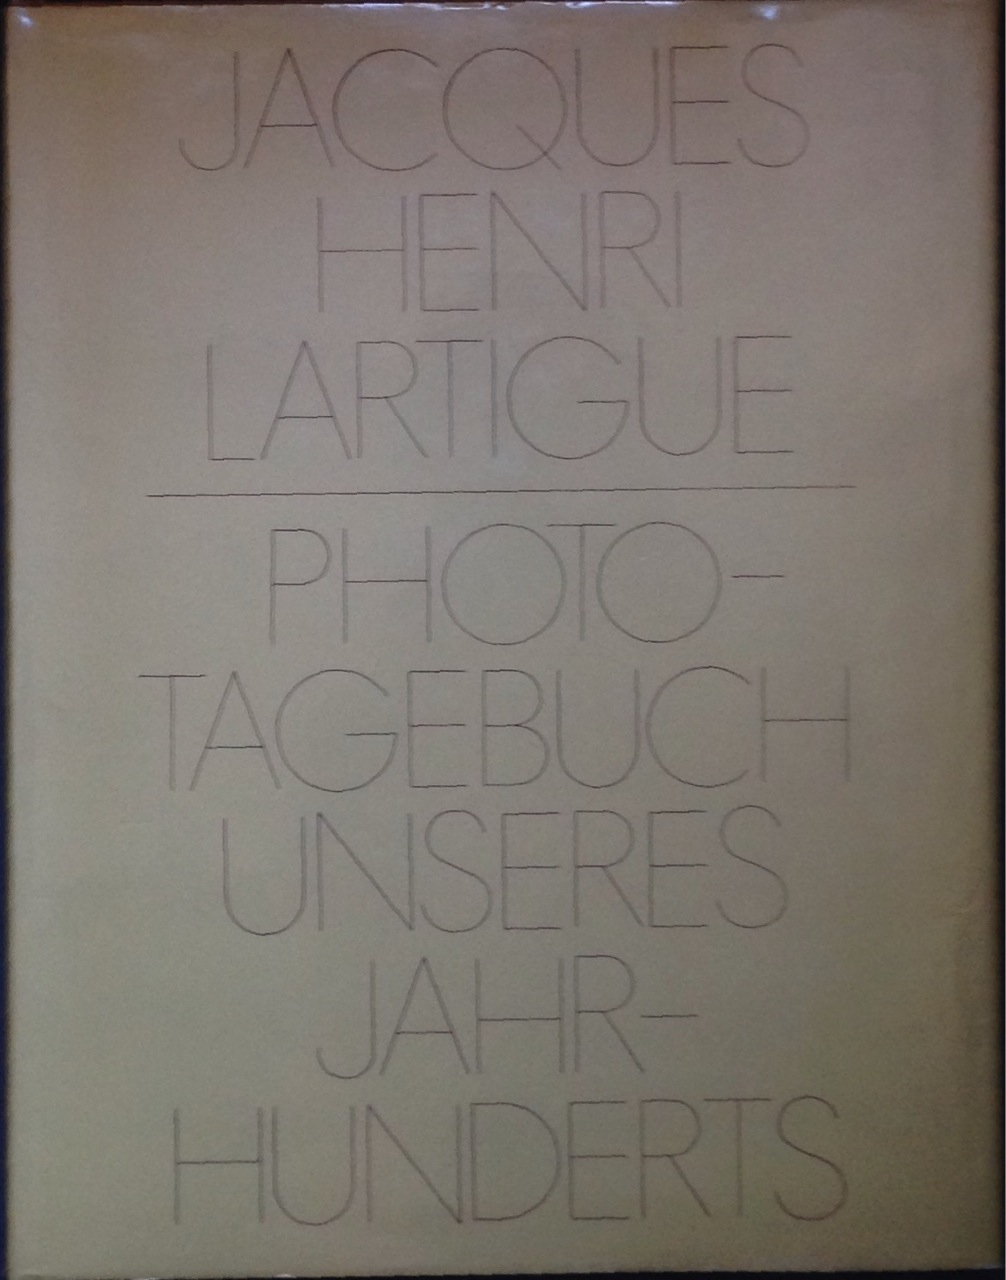 JACQUES
HENRI
LARTIGUE
PHOTO-
TAGEBUCH
UNSERES
JAHR-
HUNDERTS